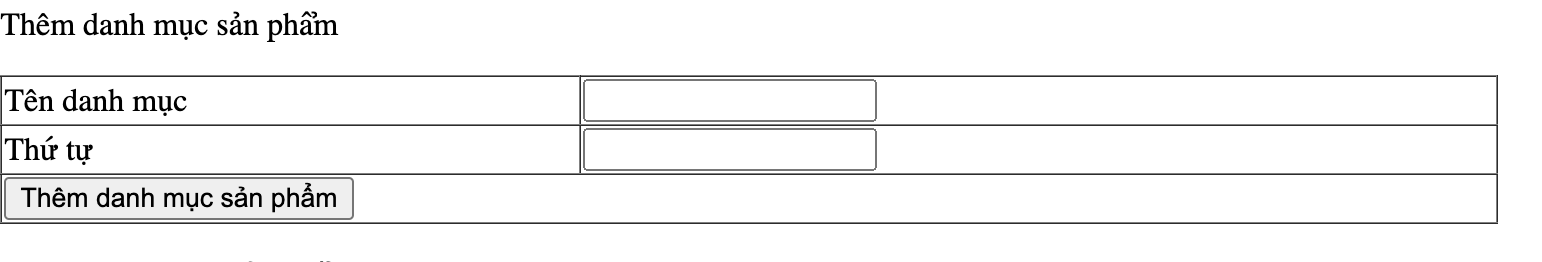 Thêm danh mục sản phẩm
Tên danh mục
Thứ tự
Thêm danh mục sản phẩm